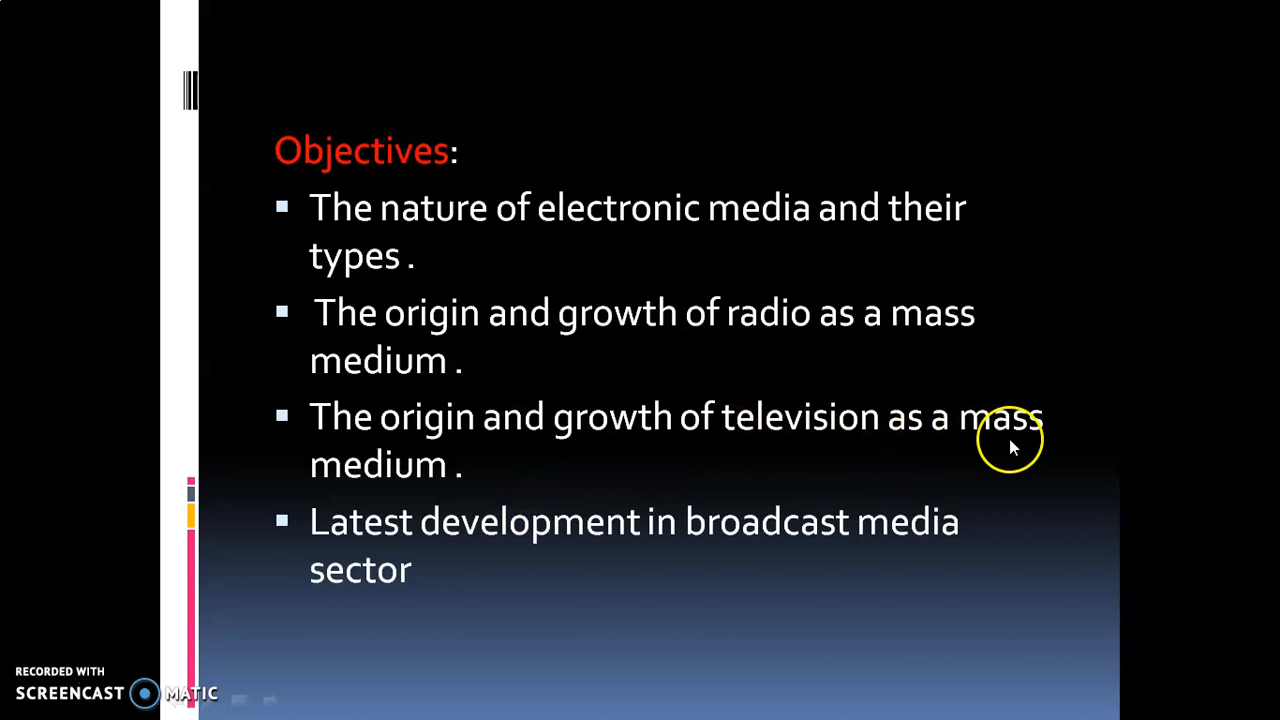 Objectives:
▪ The nature of electronic media and their
types .
▪ The origin and growth of radio as a mass
medium .
▪ The origin and growth of television as a mass
medium .
▪ Latest development in broadcast media
sector
RECORDED WITH
SCREENCAST MATIC